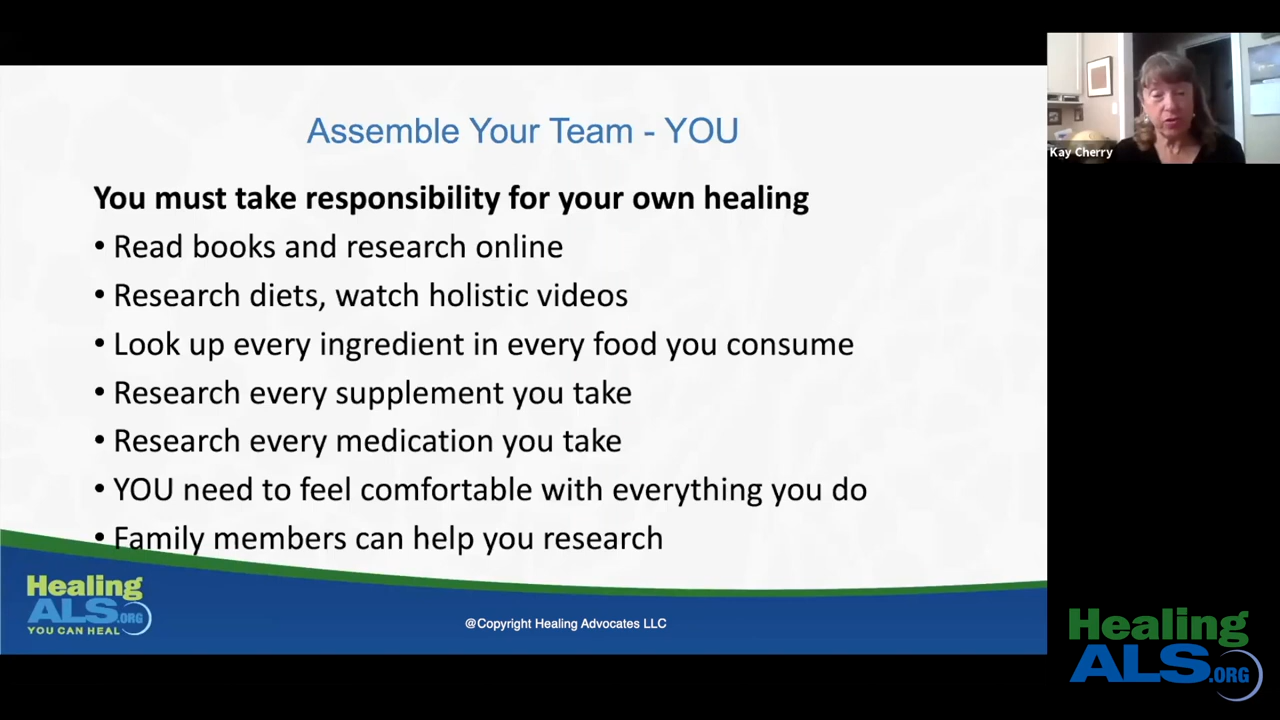 Assemble Your Team - YOU
You must take responsibility for your own healing
• Read books and research online
• Research diets, watch holistic videos
• Look up every ingredient in every food you consume
• Research every supplement you take
• Research every medication you take
• YOU need to feel comfortable with everything you do
• Family members can help you research
Healing
ALS.ORG
YOU CAN HEAL
@Copyright Healing Advocates LLC
Kay Cherry
Healing
ALS.ORG